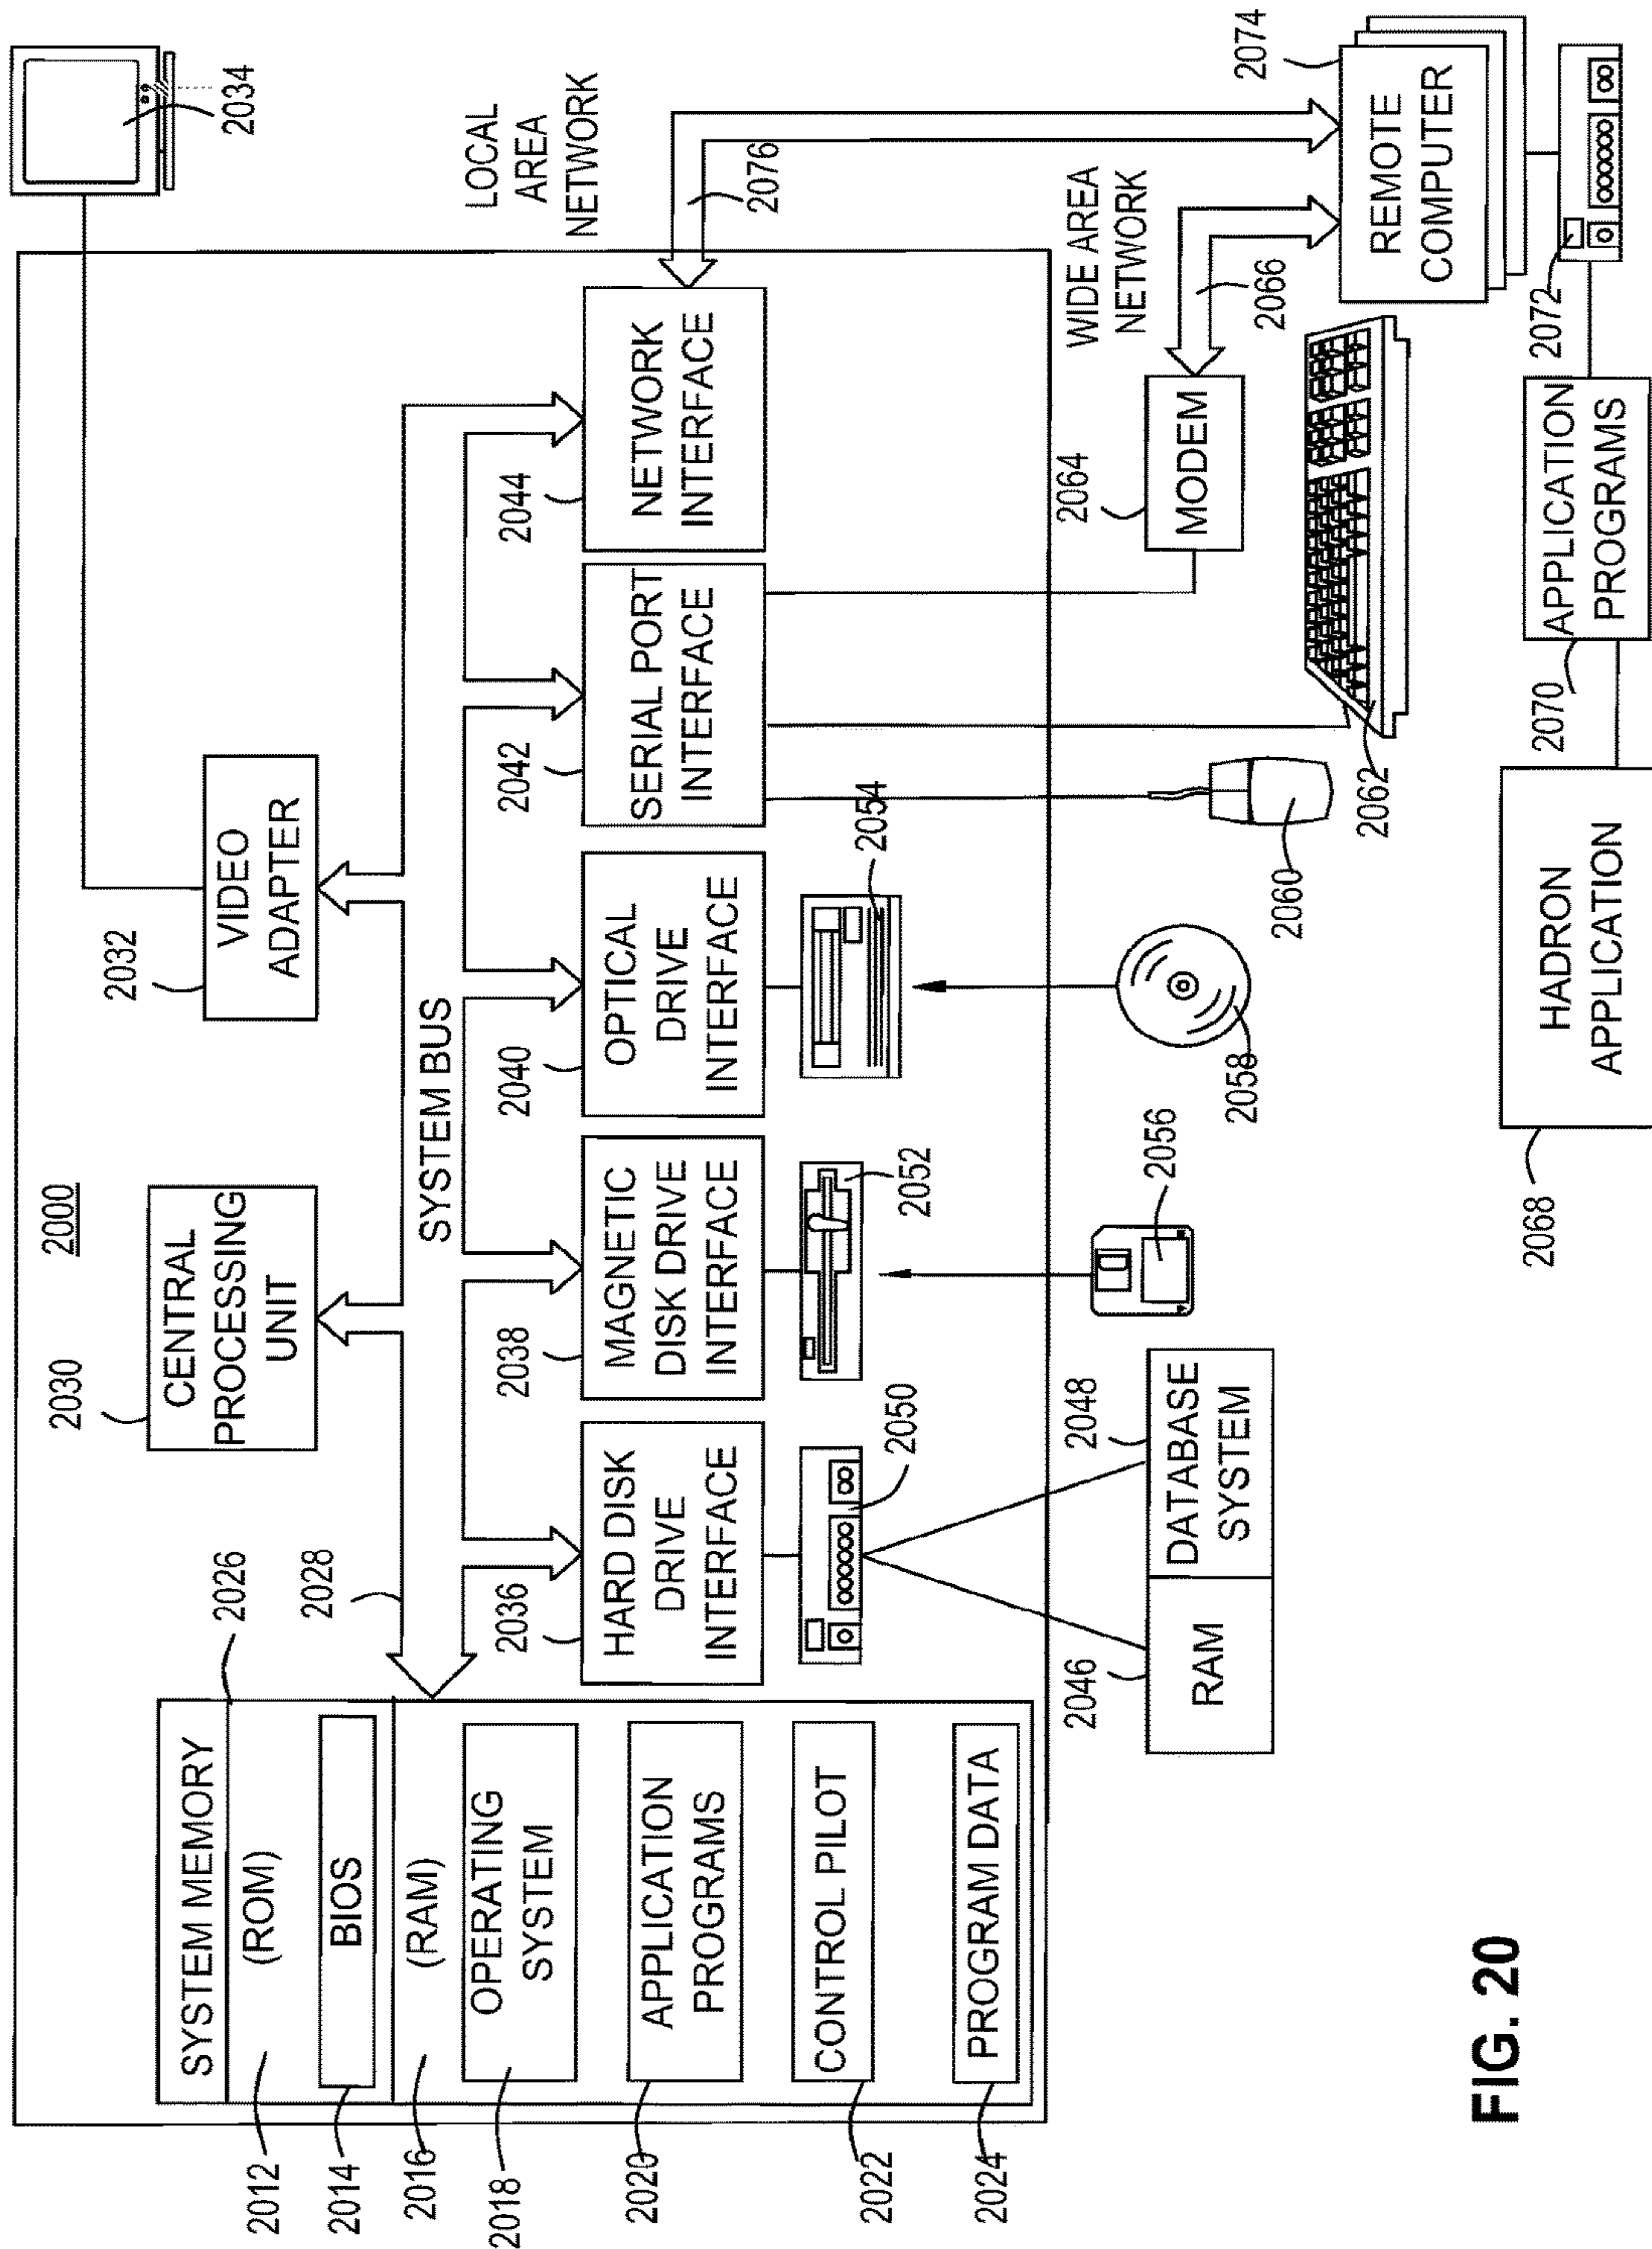 2000
2034
2030
CENTRAL
PROCESSING
UNIT
2032
VIDEO
ADAPTER
2026
SYSTEM MEMORY
2012
(ROM)
2014
BIOS
2016
(RAM)
2018
OPERATING
SYSTEM
2020
APPLICATION
PROGRAMS
2022
CONTROL PILOT
2024
PROGRAM DATA
2028
SYSTEM BUS
2036
HARD DISK
DRIVE
INTERFACE
2038
MAGNETIC
DISK DRIVE
INTERFACE
2040
OPTICAL
DRIVE
INTERFACE
2042
SERIAL PORT
INTERFACE
2044
NETWORK
INTERFACE
LOCAL
AREA
NETWORK
2076
2050
2052
2054
2046
RAM
2048
DATABASE
SYSTEM
2056
2058
2060
2062
2064
MODEM
WIDE AREA
NETWORK
2066
2074
REMOTE
COMPUTER
2072
2068
HADRON
APPLICATION
2070
APPLICATION
PROGRAMS
FIG. 20